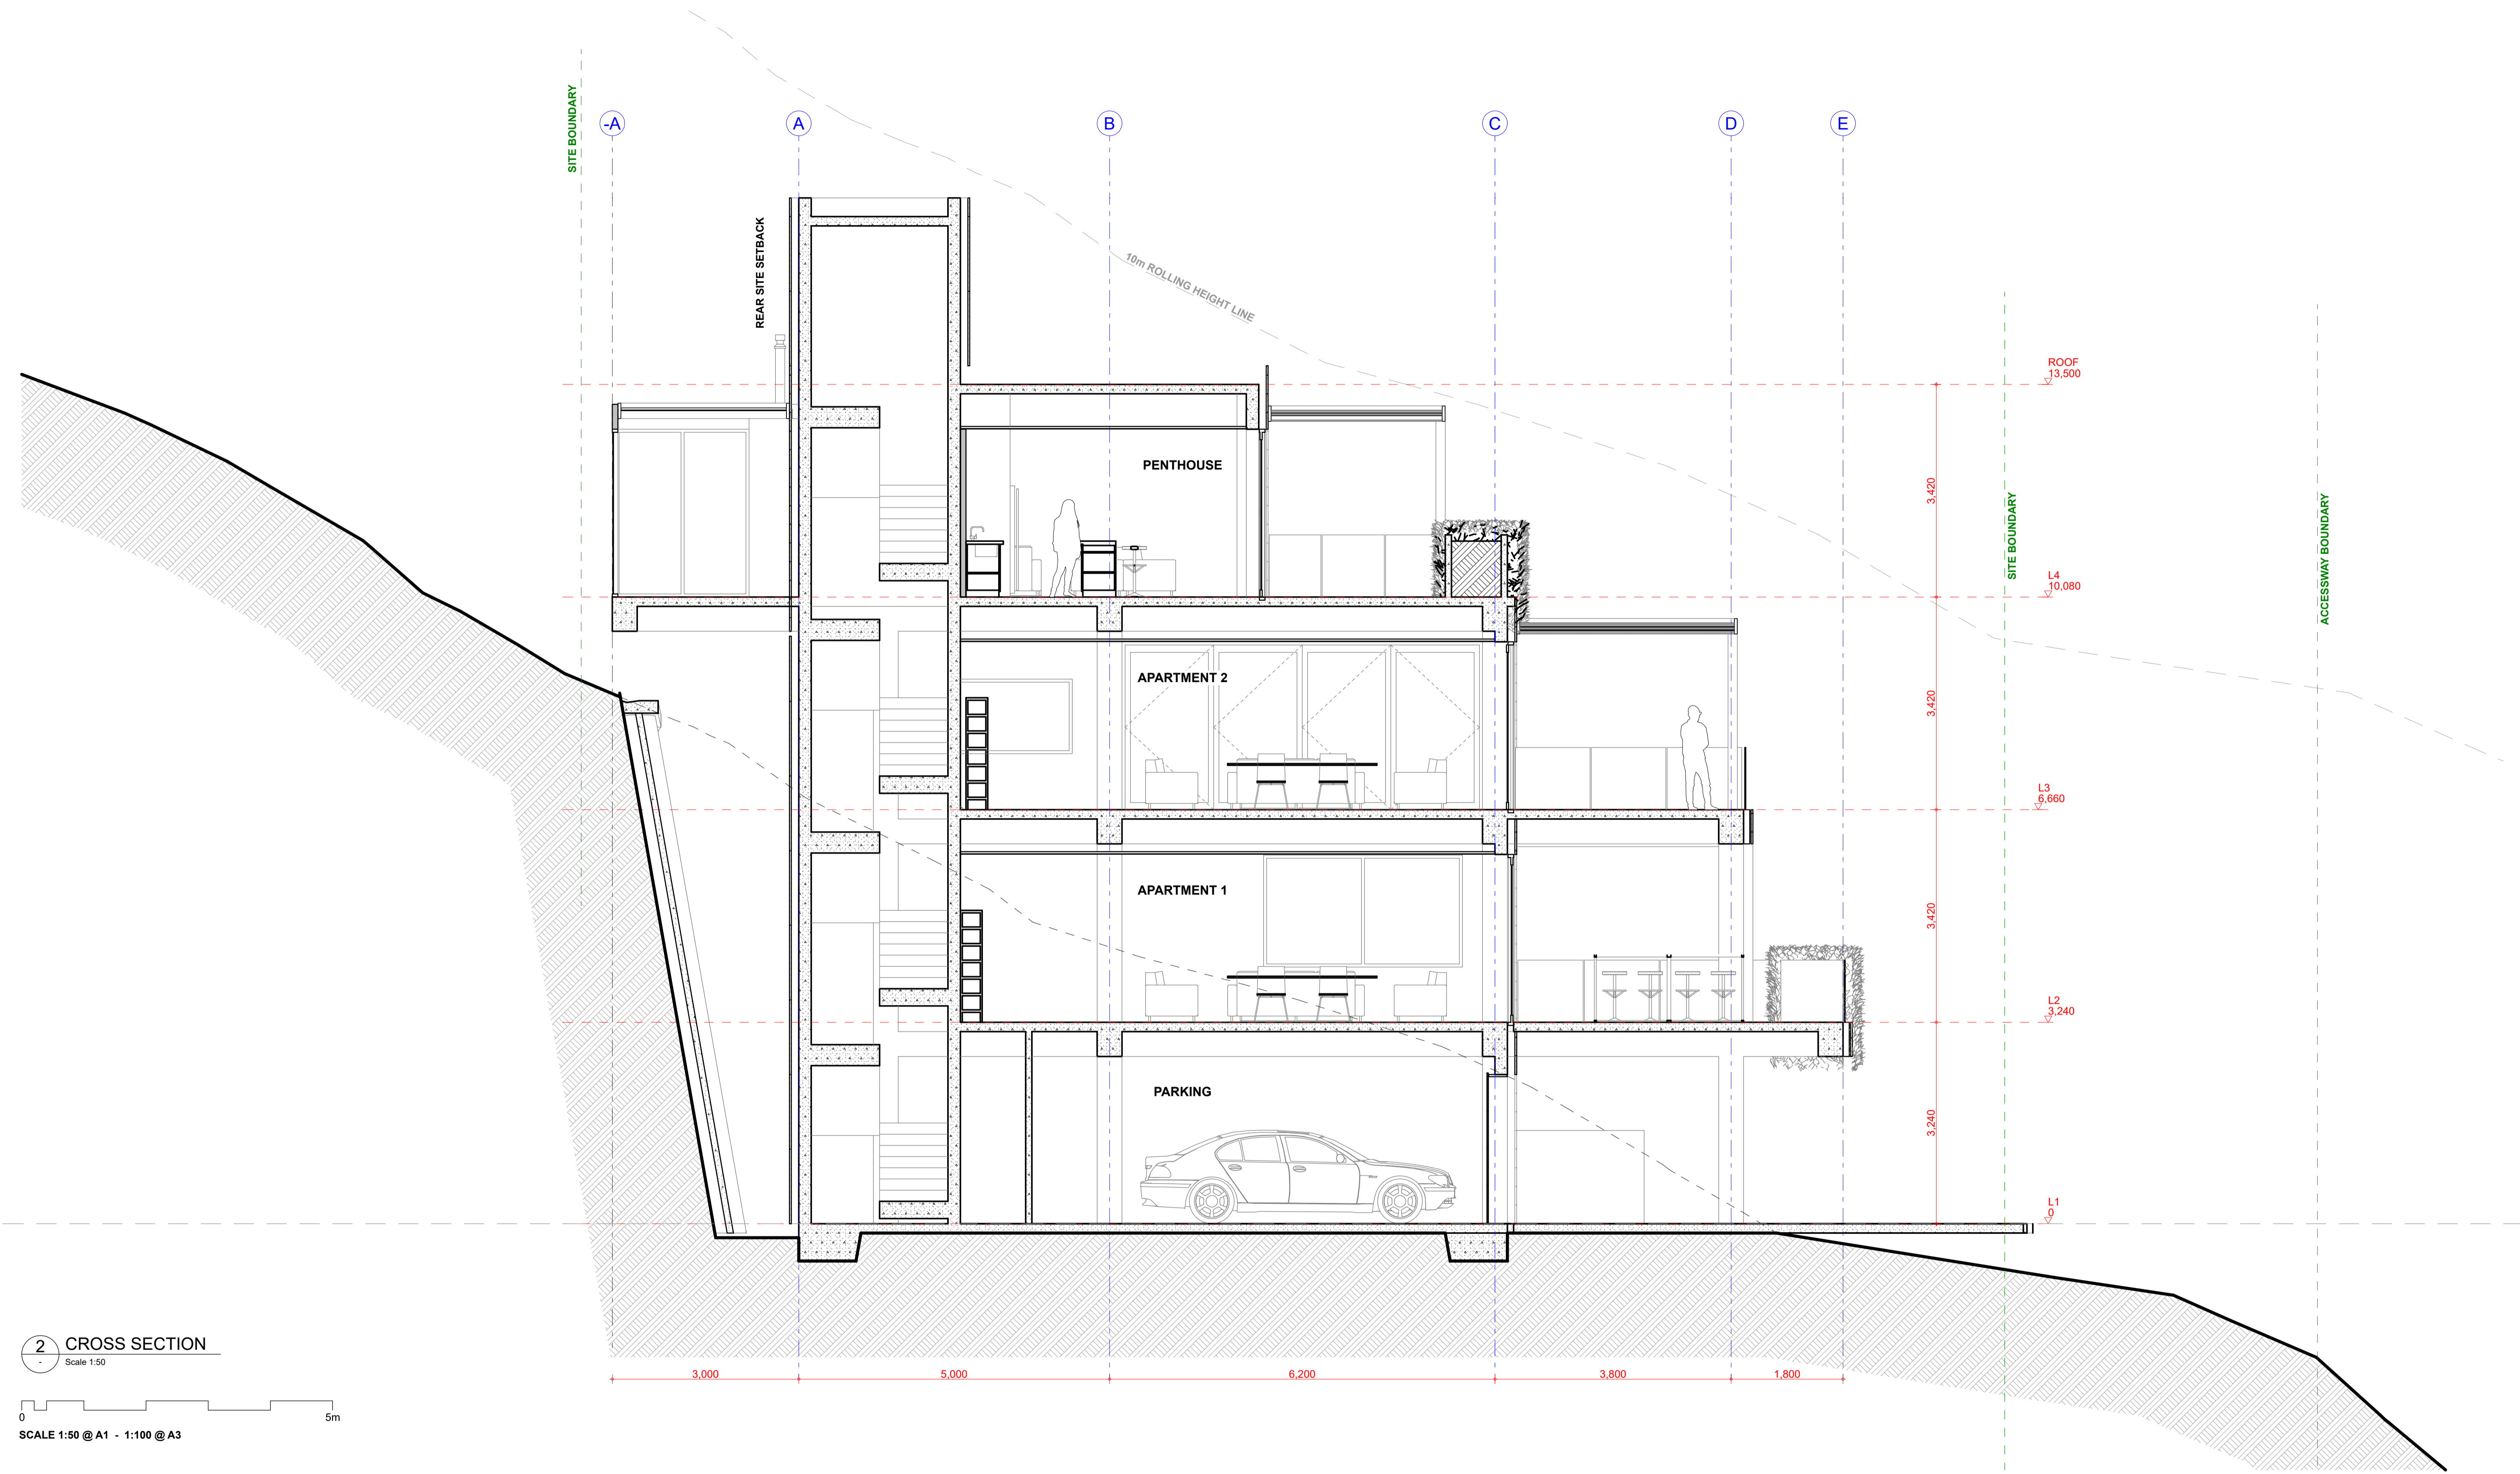 SITE BOUNDARY
-A
A
B
C
D
E
REAR SITE SETBACK
10m ROLLING HEIGHT LINE
ROOF
13,500
3,420
PENTHOUSE
SITE BOUNDARY
ACCESSWAY BOUNDARY
L4
10,080
3,420
APARTMENT 2
L3
6,660
3,420
APARTMENT 1
L2
3,240
3,240
PARKING
L1
0
2
-
CROSS SECTION
Scale 1:50
3,000
5,000
6,200
3,800
1,800
0
5m
SCALE 1:50 @ A1 - 1:100 @ A3